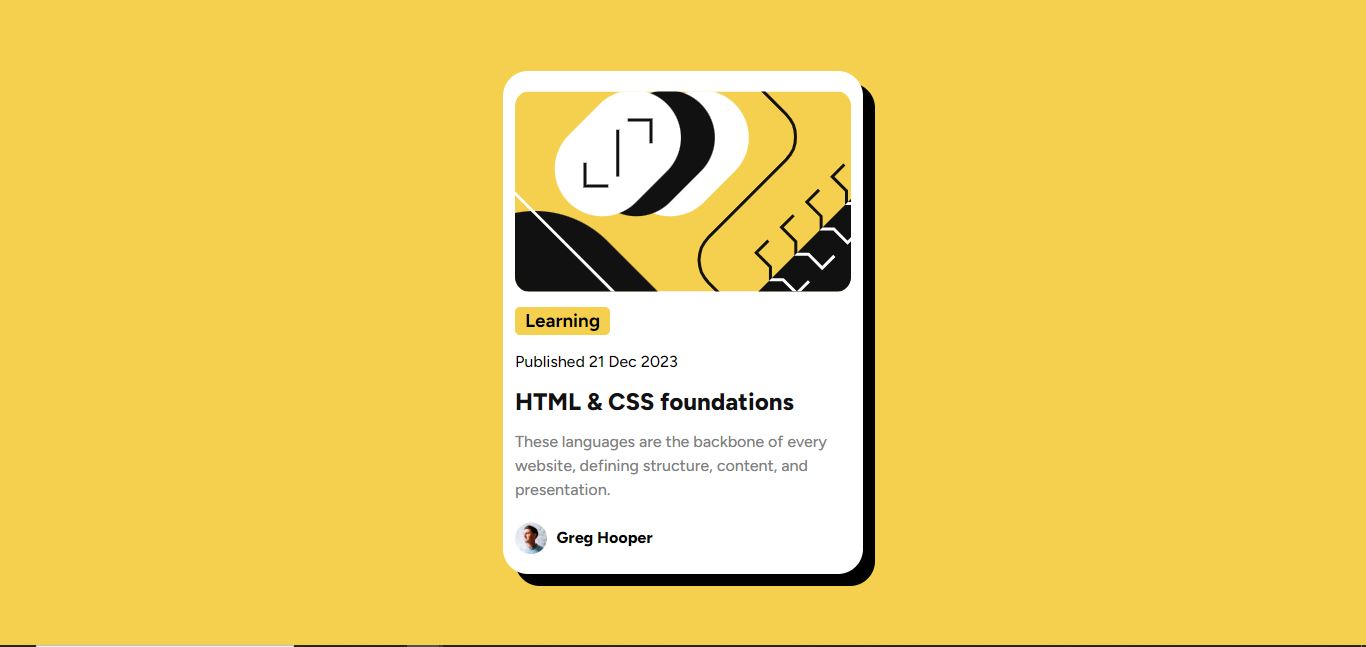 Learning
Published 21 Dec 2023
HTML & CSS foundations
These languages are the backbone of every
website, defining structure, content, and
presentation.
Greg Hooper